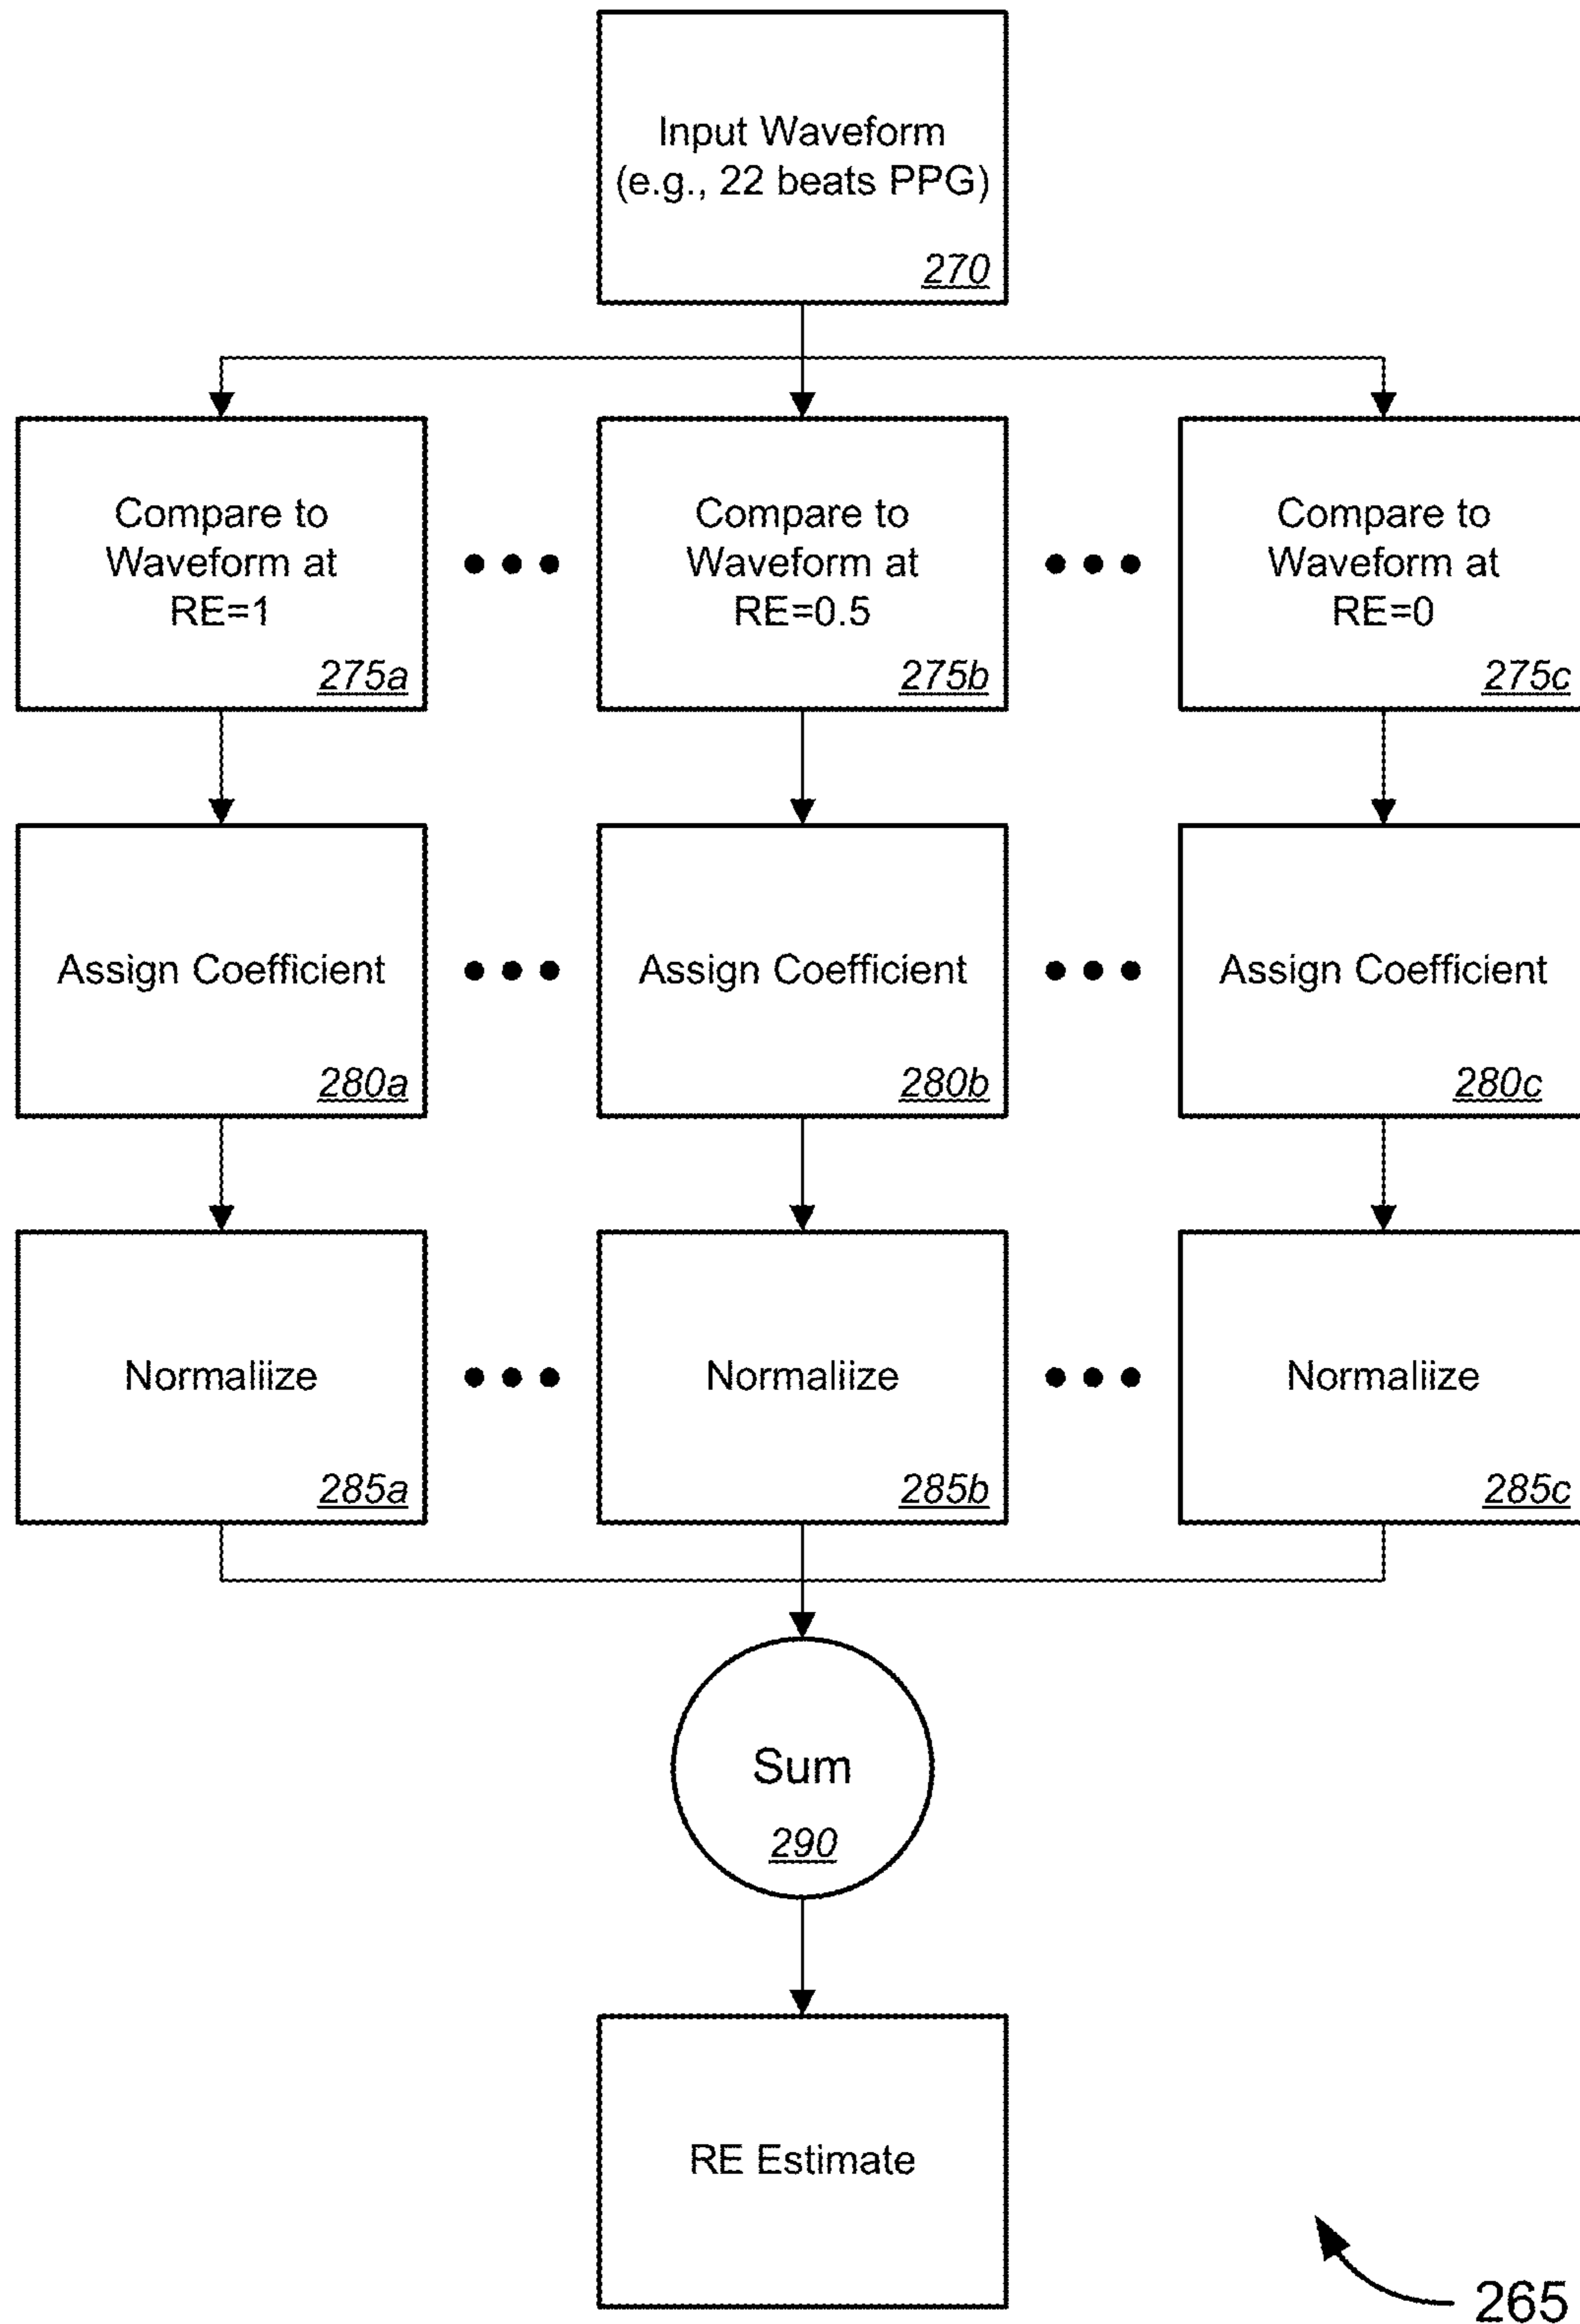 Input Waveform
(e.g., 22 beats PPG)
270
Compare to
Waveform at
RE=1
275a
Compare to
Waveform at
RE=0.5
275b
Compare to
Waveform at
RE=0
275c
Assign Coefficient
280a
Assign Coefficient
280b
Assign Coefficient
280c
Normaliize
285a
Normaliize
285b
Normaliize
285c
Sum
290
RE Estimate
265